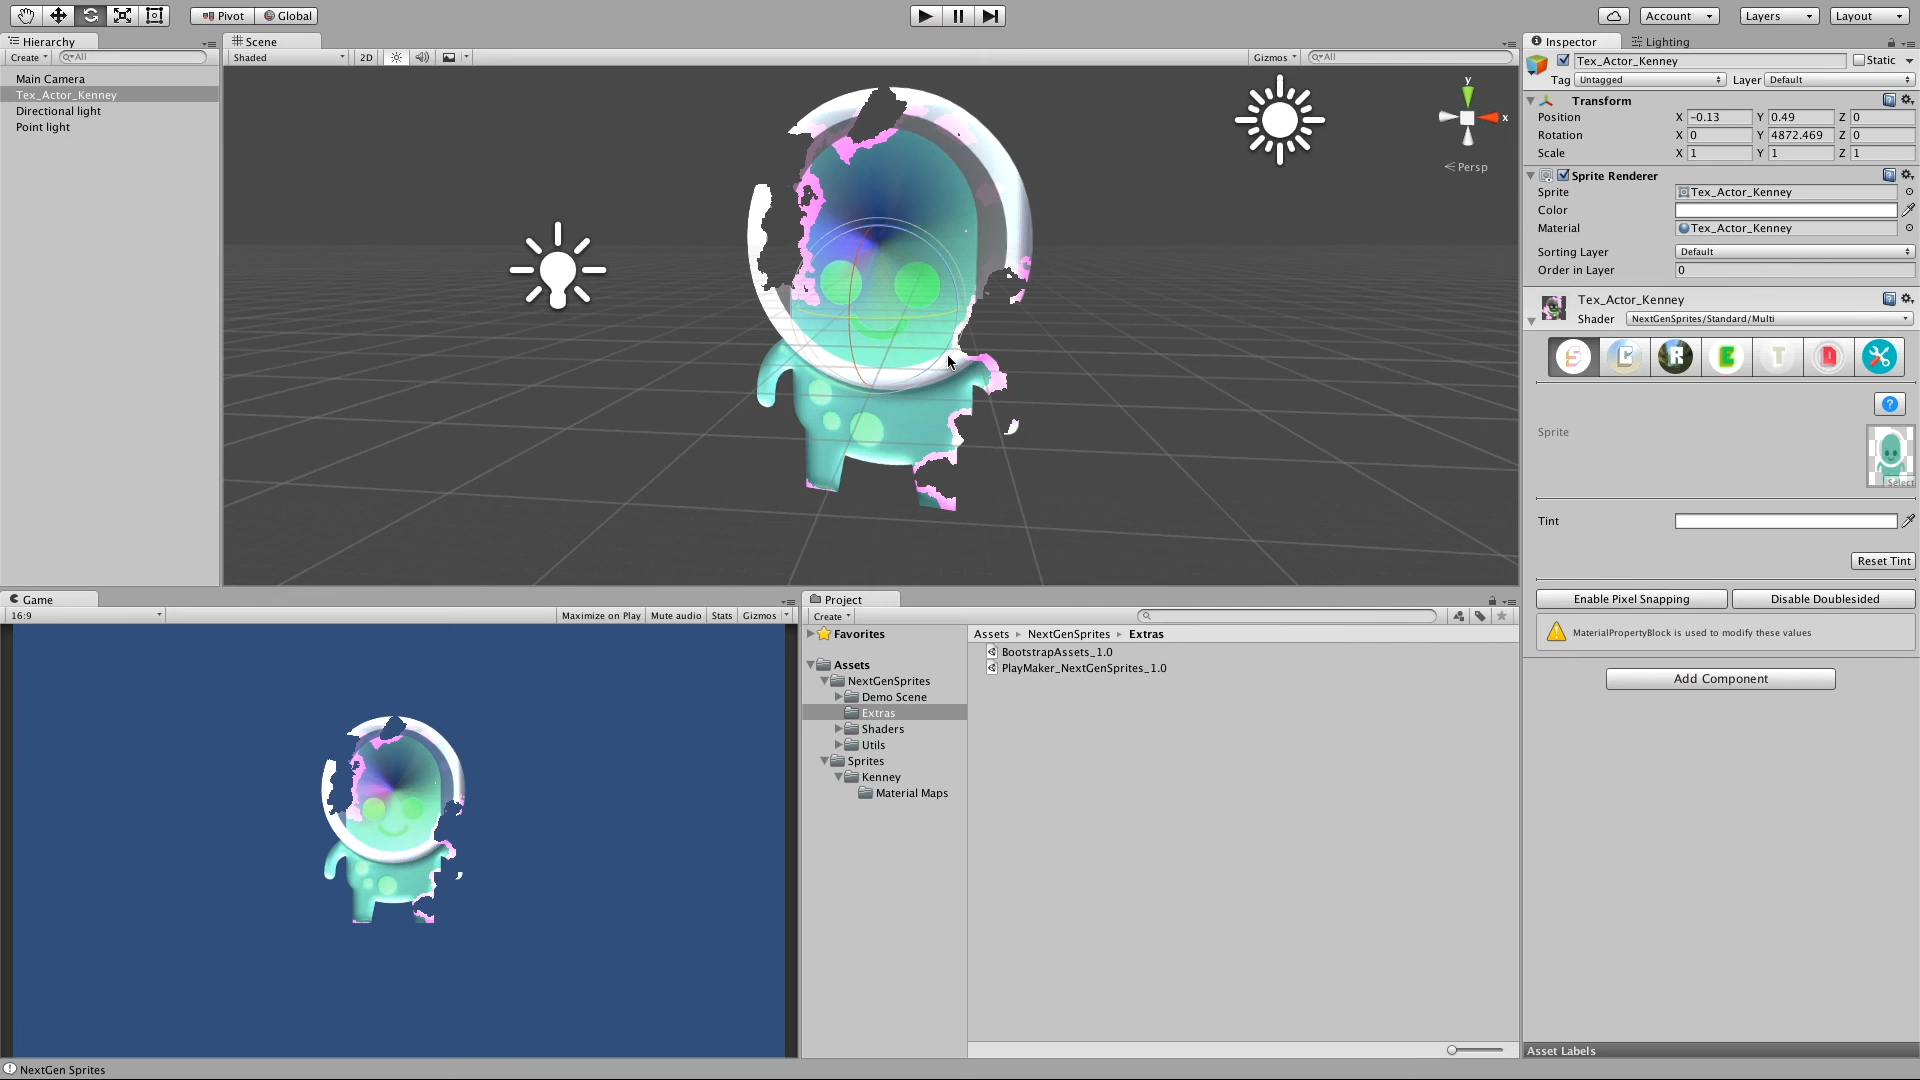 Pivot Global Account Layers Layout
Hierarchy
Create All
Main Camera
Tex_Actor_Kenney
Directional light
Point light
Scene
Shaded 2D Gizmos All
y
x
Persp
Inspector Lighting
Tex_Actor_Kenney Static
Tag Untagged Layer Default
Transform
Position X -0.13 Y 0.49 Z 0
Rotation X 0 Y 4872.469 Z 0
Scale X 1 Y 1 Z 1
Sprite Renderer
Sprite Tex_Actor_Kenney
Color
Material Tex_Actor_Kenney
Sorting Layer Default
Order in Layer 0
Tex_Actor_Kenney
Shader NextGenSprites/Standard/Multi
S C R E T D
?
Sprite
Select
Tint
Reset Tint
Enable Pixel Snapping Disable Doublesided
MaterialPropertyBlock is used to modify these values
Add Component
Asset Labels
Game
16:9 Maximize on Play Mute audio Stats Gizmos
Project
Create
Favorites
Assets
NextGenSprites
Demo Scene
Extras
Shaders
Utils
Sprites
Kenney
Material Maps
Assets NextGenSprites Extras
BootstrapAssets_1.0
PlayMaker_NextGenSprites_1.0
NextGen Sprites